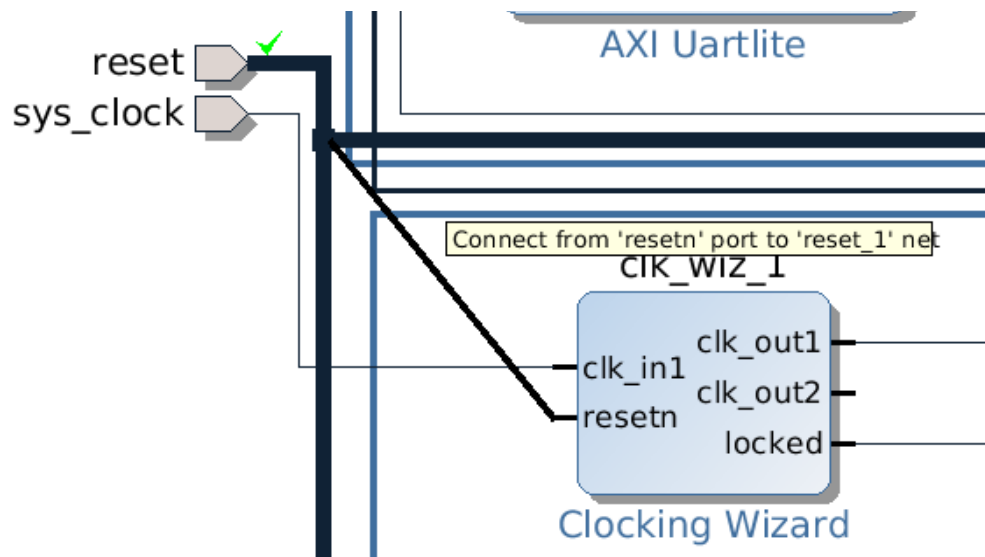 AXI Uartlite
reset
sys_clock
Connect from 'resetn' port to 'reset_1' net
clk_wiz_1
clk_out1
clk_in1
clk_out2
resetn
locked
Clocking Wizard